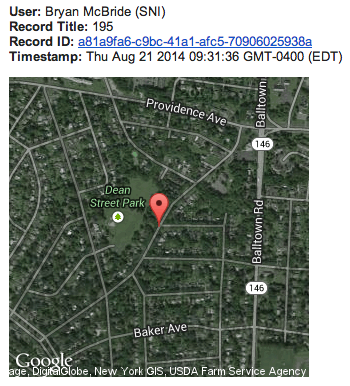 User: Bryan McBride (SNI)
Record Title: 195
Record ID: a81a9fa6-c9bc-41a1-afc5-70906025938a
Timestamp: Thu Aug 21 2014 09:31:36 GMT-0400 (EDT)
Providence Ave
Balltown
146
Dean
Street Park
Balltown Rd
146
Baker Ave
Google
age, DigitalGlobe, New York GIS, USDA Farm Service Agency